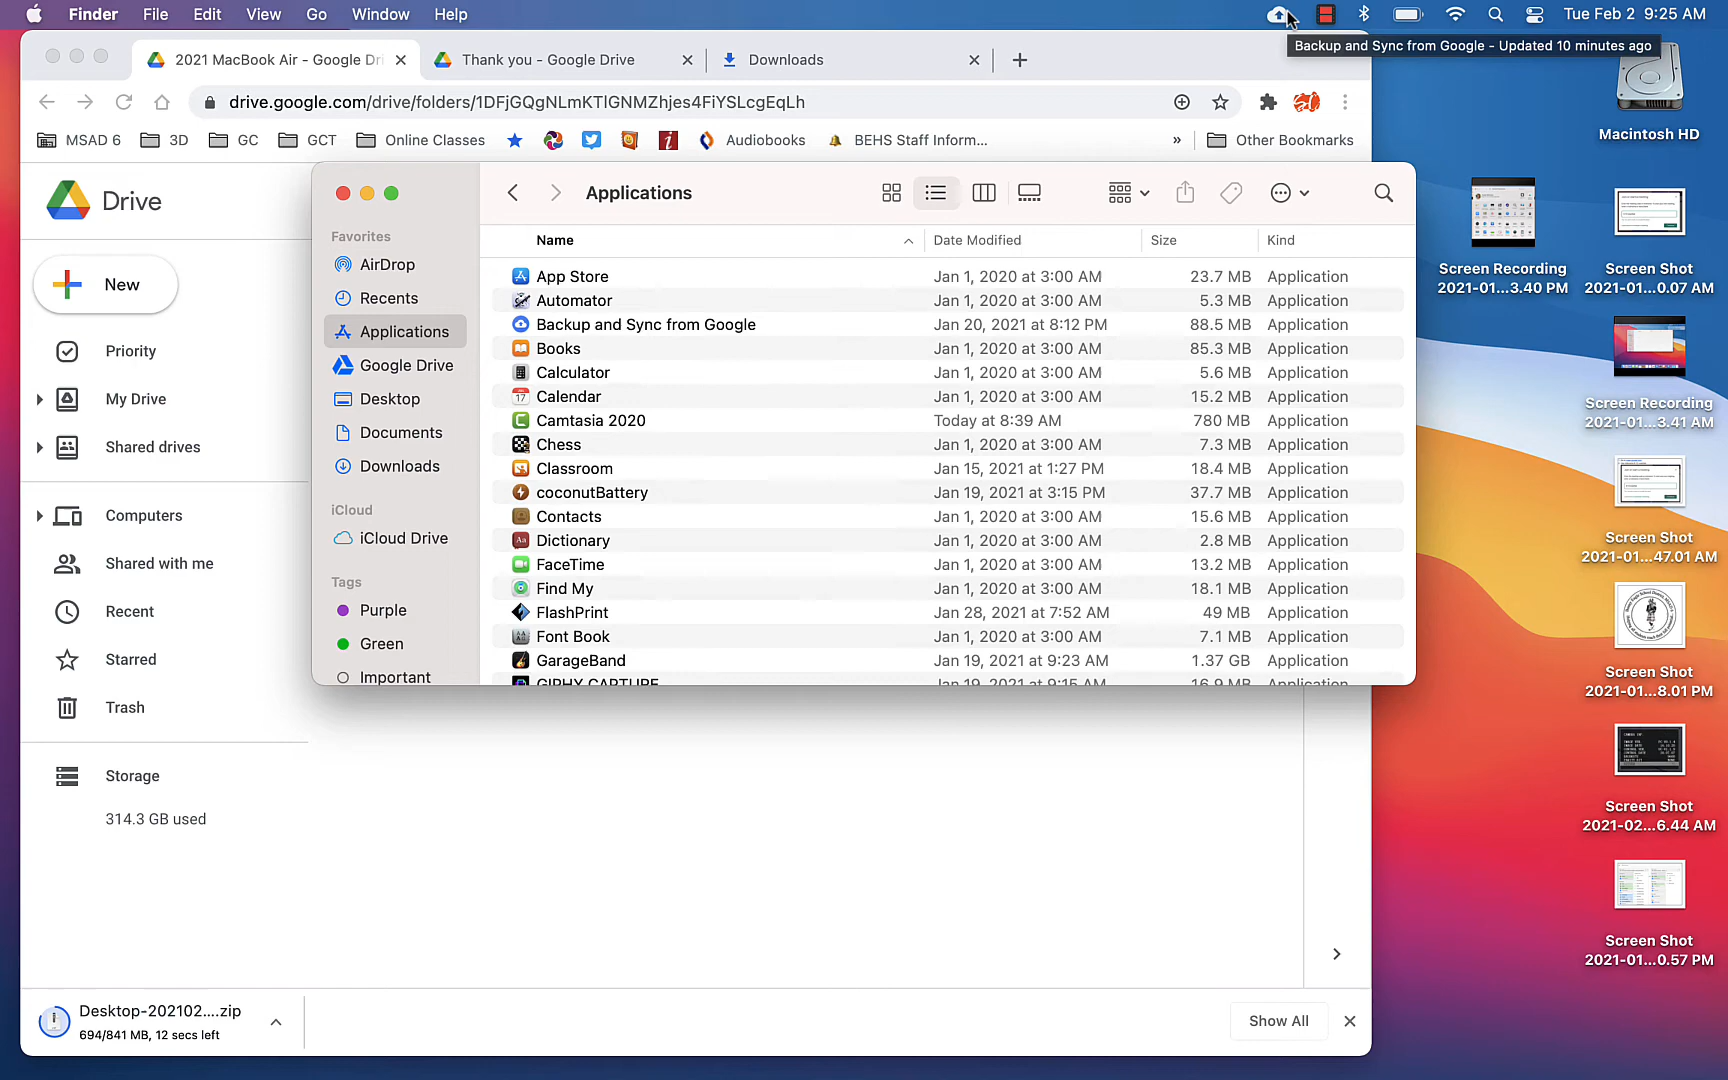 Finder File Edit View Go Window Help
Tue Feb 2 9:25 AM
Backup and Sync from Google - Updated 10 minutes ago
2021 MacBook Air - Google Dri
Thank you - Google Drive
Downloads
drive.google.com/drive/folders/1DFjGQgNLmKTIGNMZhjes4FiYSLcgEqLh
MSAD 6
3D
GC
GCT
Online Classes
Audiobooks
BEHS Staff Inform...
»
Other Bookmarks
Drive
New
Priority
My Drive
Shared drives
Computers
Shared with me
Recent
Starred
Trash
Storage
314.3 GB used
Favorites
AirDrop
Recents
Applications
Google Drive
Desktop
Documents
Downloads
iCloud
iCloud Drive
Tags
Purple
Green
Important
Applications
Name Date Modified Size Kind
App Store Jan 1, 2020 at 3:00 AM 23.7 MB Application
Automator Jan 1, 2020 at 3:00 AM 5.3 MB Application
Backup and Sync from Google Jan 20, 2021 at 8:12 PM 88.5 MB Application
Books Jan 1, 2020 at 3:00 AM 85.3 MB Application
Calculator Jan 1, 2020 at 3:00 AM 5.6 MB Application
Calendar Jan 1, 2020 at 3:00 AM 15.2 MB Application
Camtasia 2020 Today at 8:39 AM 780 MB Application
Chess Jan 1, 2020 at 3:00 AM 7.3 MB Application
Classroom Jan 15, 2021 at 1:27 PM 18.4 MB Application
coconutBattery Jan 19, 2021 at 3:15 PM 37.7 MB Application
Contacts Jan 1, 2020 at 3:00 AM 15.6 MB Application
Dictionary Jan 1, 2020 at 3:00 AM 2.8 MB Application
FaceTime Jan 1, 2020 at 3:00 AM 13.2 MB Application
Find My Jan 1, 2020 at 3:00 AM 18.1 MB Application
FlashPrint Jan 28, 2021 at 7:52 AM 49 MB Application
Font Book Jan 1, 2020 at 3:00 AM 7.1 MB Application
GarageBand Jan 19, 2021 at 9:23 AM 1.37 GB Application
GIPHY CAPTURE Jan 19, 2021 at 9:15 AM 16.9 MB Application
Macintosh HD
Screen Recording
2021-01...3.40 PM
Screen Shot
2021-01...0.07 AM
Screen Recording
2021-01...3.41 AM
Screen Shot
2021-01...47.01 AM
Screen Shot
2021-01...8.01 PM
Screen Shot
2021-02...6.44 AM
Screen Shot
2021-01...0.57 PM
Desktop-202102....zip
694/841 MB, 12 secs left
Show All